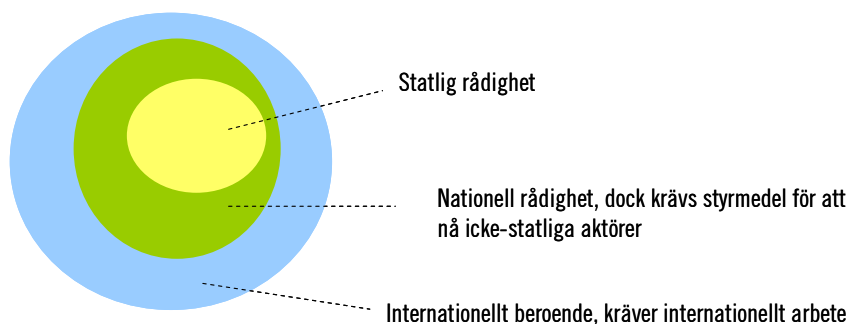 Statlig rådighet
Nationell rådighet, dock krävs styrmedel för att
nå icke-statliga aktörer
Internationellt beroende, kräver internationellt arbete